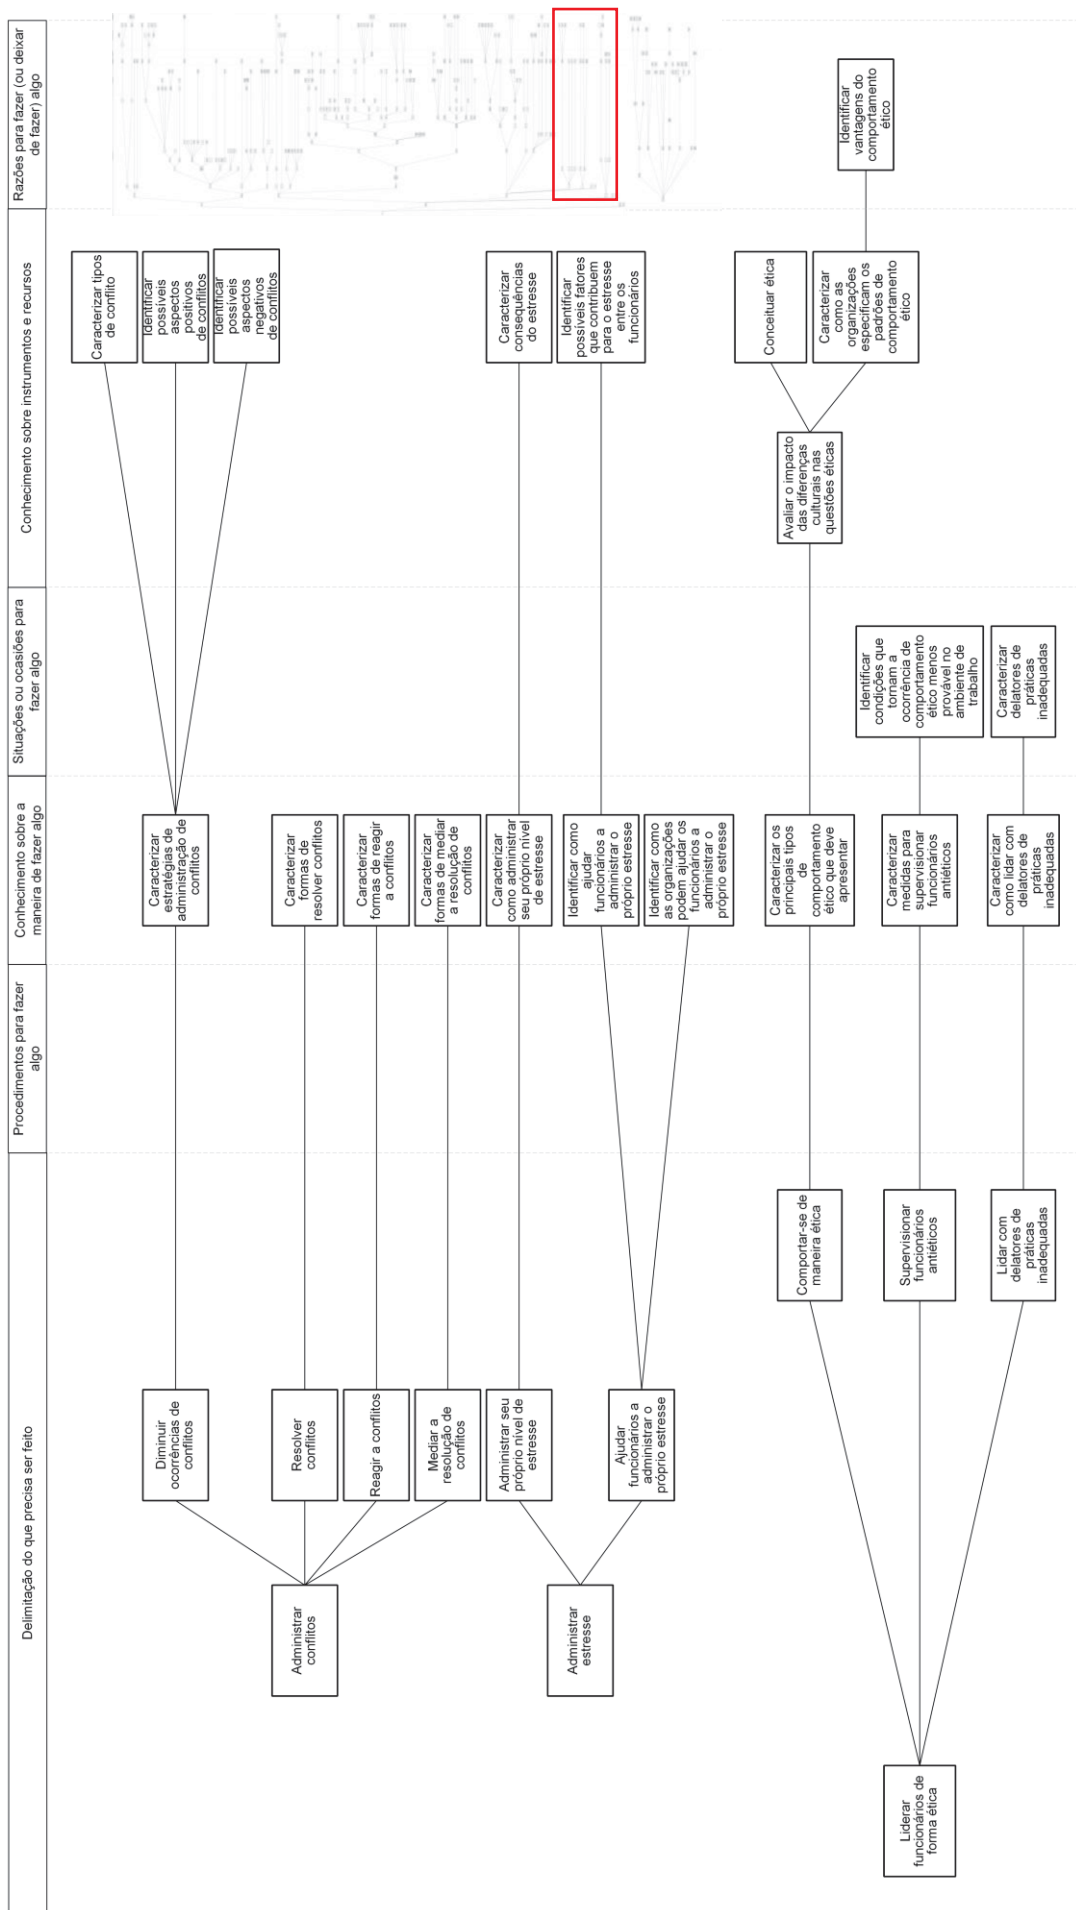 Razões para fazer (ou deixar
de fazer) algo
Conhecimento sobre instrumentos e recursos
Situações ou ocasiões para
fazer algo
Conhecimento sobre a
maneira de fazer algo
Procedimentos para fazer
algo
Delimitação do que precisa ser feito
Identificar
vantagens do
comportamento
ético
Caracterizar tipos
de conflito
Identificar
possíveis
aspectos
positivos
de conflitos
Identificar
possíveis
aspectos
negativos
de conflitos
Caracterizar
consequências
do estresse
Identificar
possíveis fatores
que contribuem
para o estresse
entre os
funcionários
Conceituar ética
Caracterizar
como as
organizações
especificam os
padrões de
comportamento
ético
Avaliar o impacto
das diferenças
culturais nas
questões éticas
Identificar
condições que
tornam a
ocorrência de
comportamento
ético menos
provável no
ambiente de
trabalho
Caracterizar
delatores de
práticas
inadequadas
Caracterizar
estratégias de
administração de
conflitos
Caracterizar
formas de
resolver conflitos
Caracterizar
formas de reagir
a conflitos
Caracterizar
formas de mediar
a resolução de
conflitos
Caracterizar
como administrar
seu próprio nível
de estresse
Identificar como
ajudar
funcionários a
administrar o
próprio estresse
Identificar como
as organizações
podem ajudar os
funcionários a
administrar o
próprio estresse
Caracterizar os
principais tipos
de
comportamento
ético que deve
apresentar
Caracterizar
medidas para
supervisionar
funcionários
antiéticos
Caracterizar
como lidar com
delatores de
práticas
inadequadas
Comportar-se de
maneira ética
Supervisionar
funcionários
antiéticos
Lidar com
delatores de
práticas
inadequadas
Diminuir
ocorrências de
conflitos
Resolver
conflitos
Reagir a conflitos
Mediar a
resolução de
conflitos
Administrar seu
próprio nível de
estresse
Ajudar
funcionários a
administrar o
próprio estresse
Administrar
conflitos
Administrar
estresse
Liderar
funcionários de
forma ética